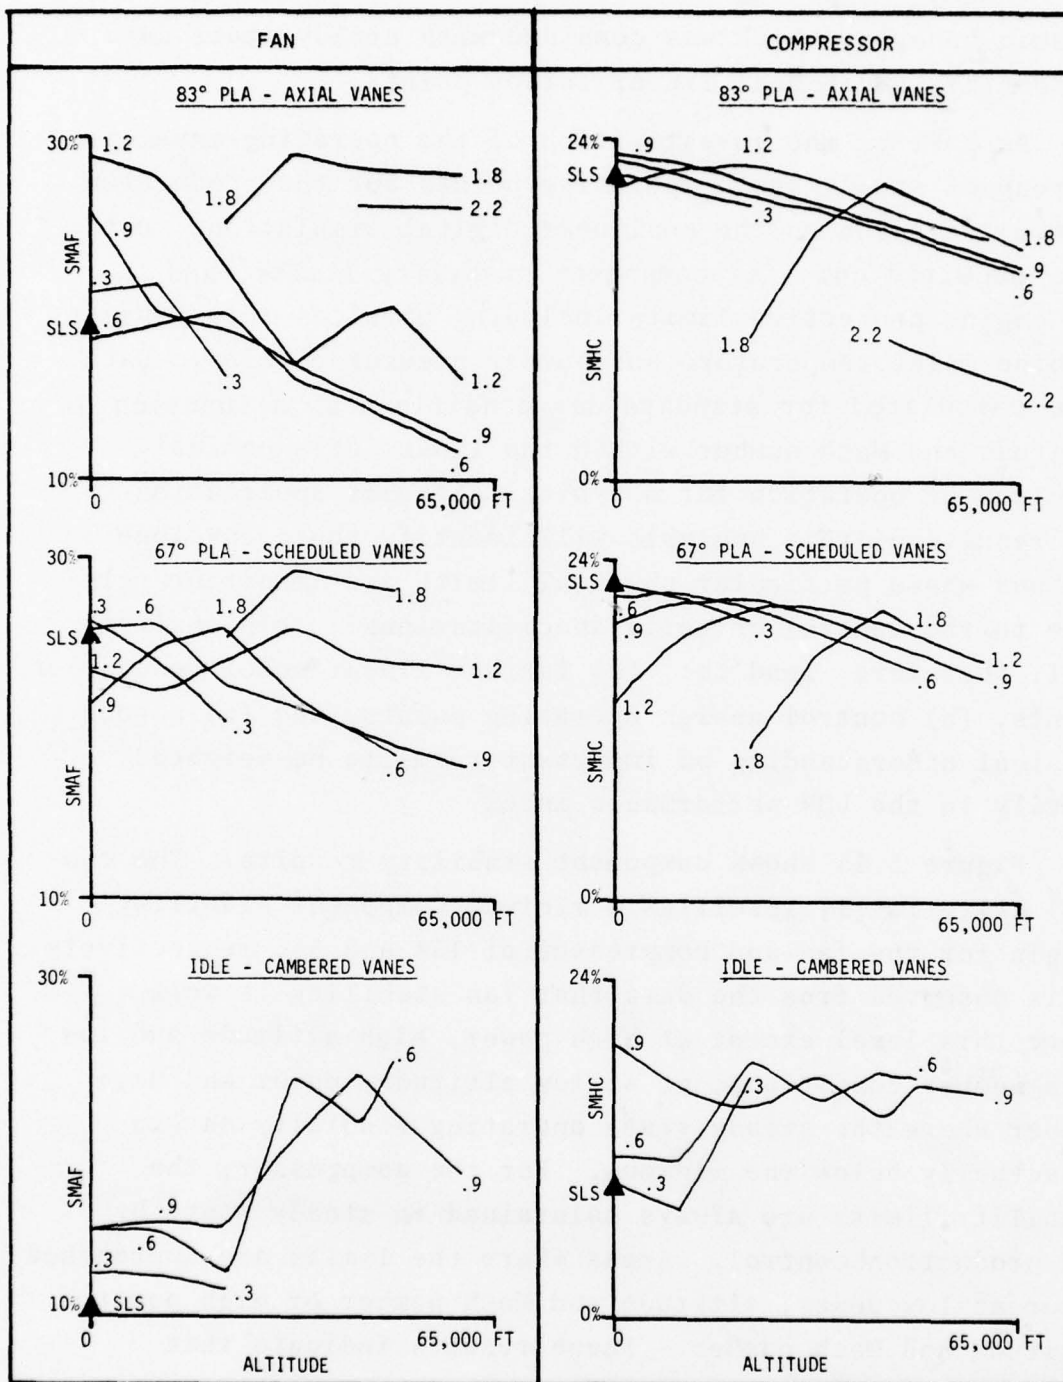 FAN
83° PLA - AXIAL VANES
30%
1.2
.9
.3
SLS
.6
1.8
1.8
2.2
.3
1.2
.9
.6
SMAF
10%
0
65,000 FT
67° PLA - SCHEDULED VANES
30%
.3
.6
1.8
1.8
SLS
1.2
1.2
.9
.3
.6
.9
SMAF
10%
0
65,000 FT
IDLE - CAMBERED VANES
30%
.6
SMAF
.9
.9
.6
.3
.3
10%
SLS
0
65,000 FT
ALTITUDE
COMPRESSOR
83° PLA - AXIAL VANES
24%
.9
1.2
SLS
.3
1.8
.9
.6
1.8
2.2
2.2
SMHC
0%
0
65,000 FT
67° PLA - SCHEDULED VANES
24%
SLS
.6
.9
.3
1.8
1.2
.6
.9
1.2
1.8
SMHC
0%
0
65,000 FT
IDLE - CAMBERED VANES
24%
.9
SMHC
.3
.6
.9
.6
SLS
.3
0%
0
65,000 FT
ALTITUDE